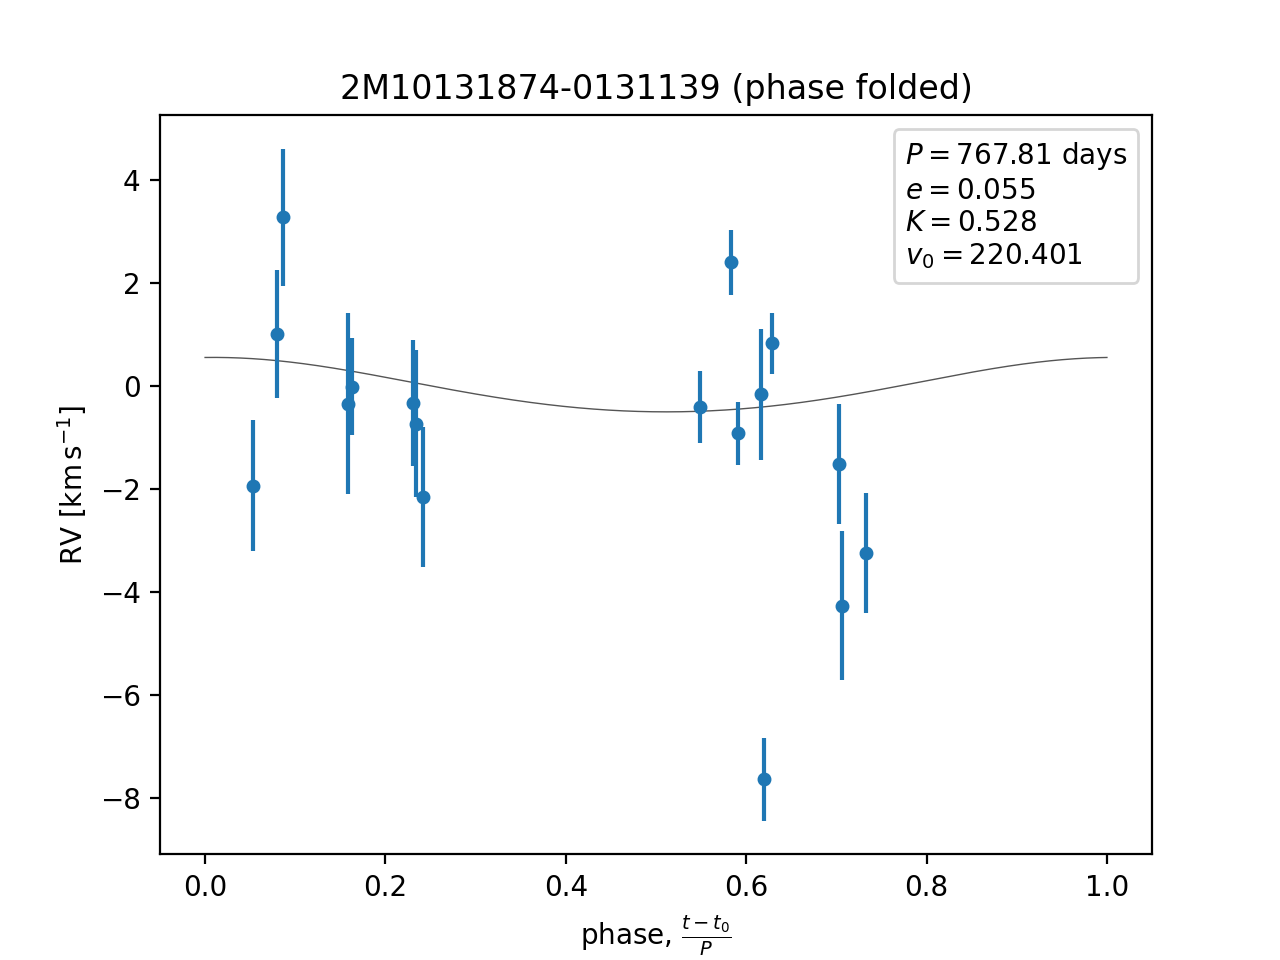 2M10131874-0131139 (phase folded)
P = 767.81 days
e = 0.055
K = 0.528
v₀ = 220.401
RV [km s⁻¹]
4
2
0
−2
−4
−6
−8
0.0 0.2 0.4 0.6 0.8 1.0
phase, (t − t₀)/P